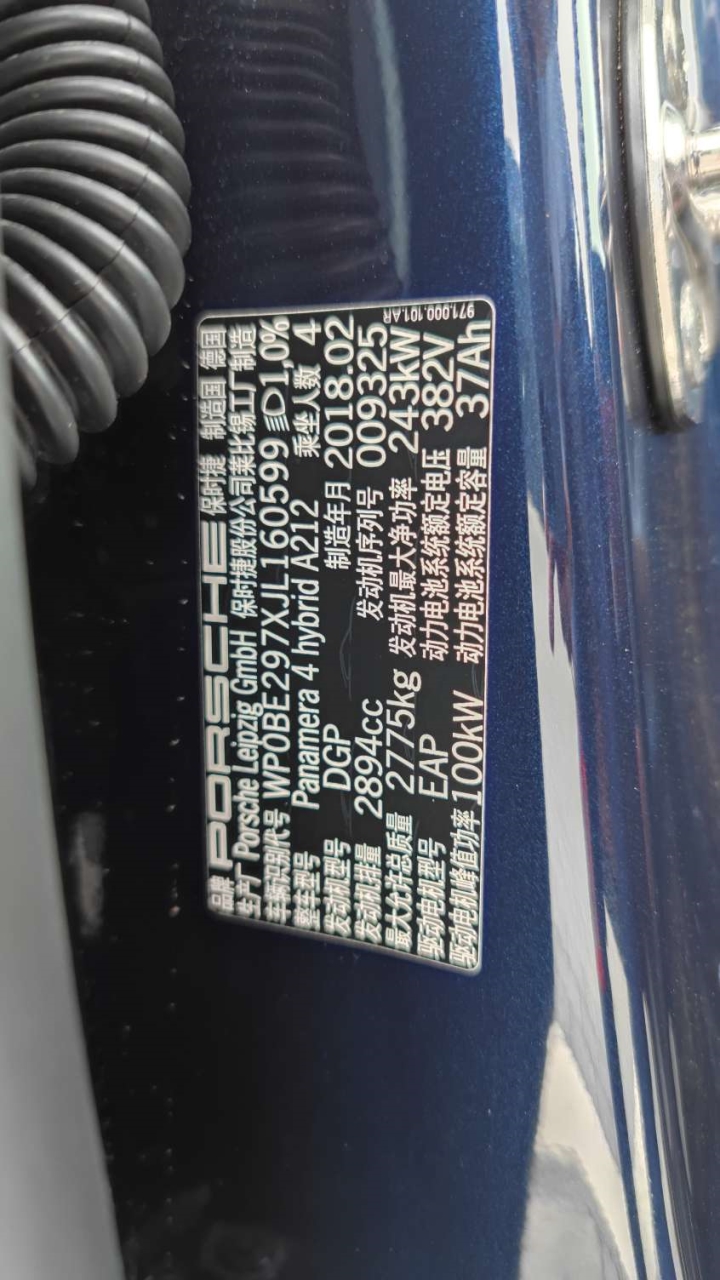 品牌 PORSCHE 保时捷 制造国 德国
生产厂 Porsche Leipzig GmbH 保时捷股份公司莱比锡工厂制造
车辆识别代号 WP0BE297XJL160599 1,0%
整车型号 Panamera 4 hybrid A212 乘坐人数 4
发动机型号 DGP 制造年月 2018.02
发动机排量 2894cc 发动机序列号 009325
最大允许总质量 2775kg 发动机最大净功率 243kW
驱动电机型号 EAP 动力电池系统额定电压 382V
驱动电机峰值功率 100kW 动力电池系统额定容量 37Ah
971.000.101.AR